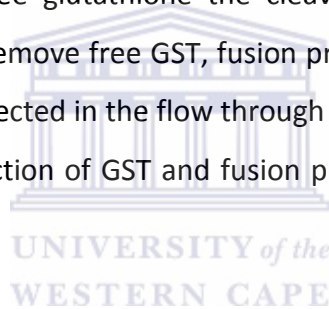 ee glutathione the cleav
emove free GST, fusion pr
ected in the flow through
ction of GST and fusion p
UNIVERSITY of the
WESTERN CAPE